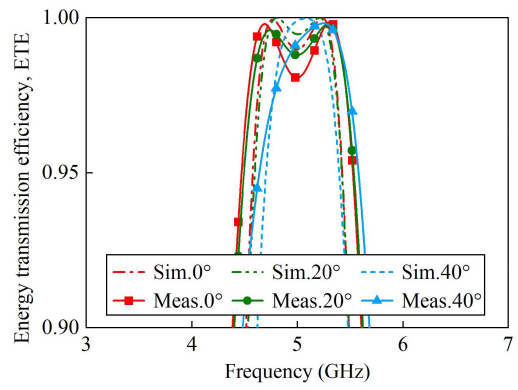 Energy transmission efficiency, ETE
1.00
0.95
0.90
Sim.0° Sim.20° Sim.40°
Meas.0° Meas.20° Meas.40°
3 4 5 6 7
Frequency (GHz)